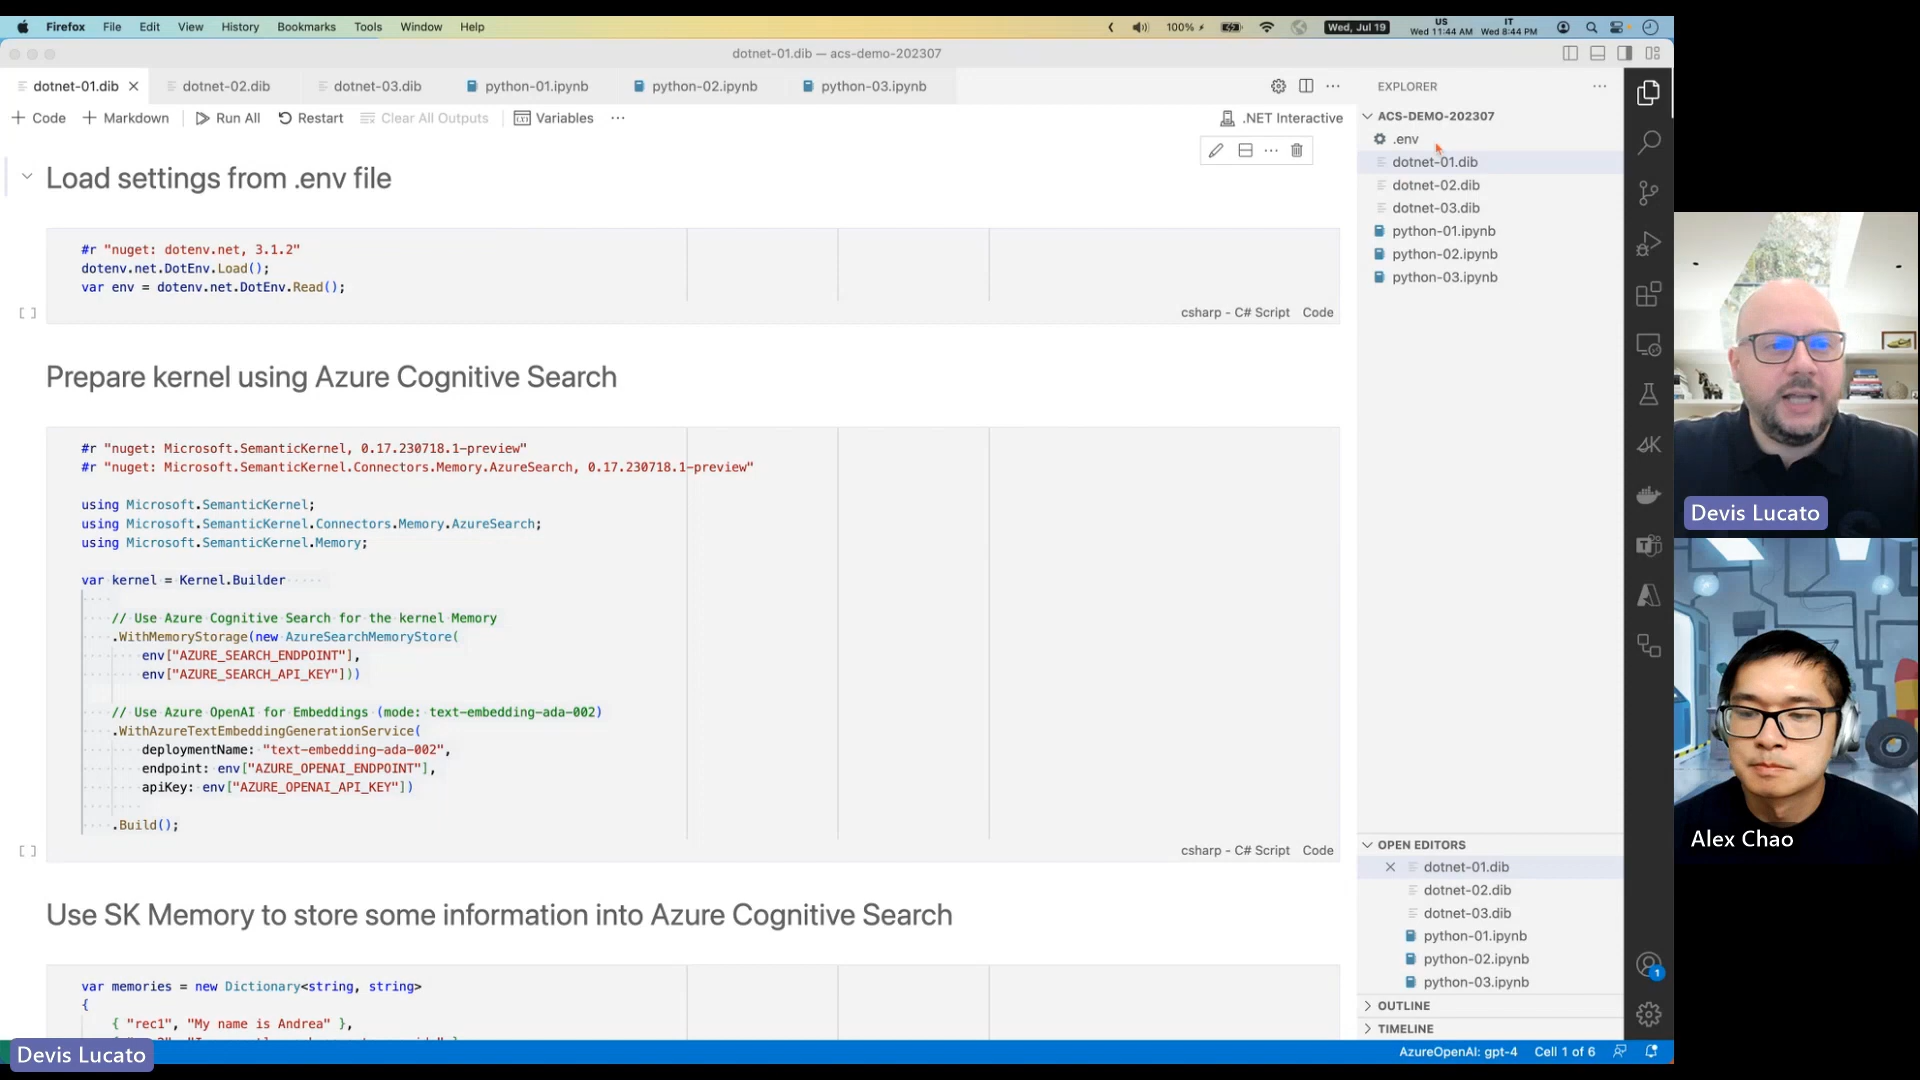 Firefox File Edit View History Bookmarks Tools Window Help
100% Wed, Jul 19 US Wed 11:44 AM IT Wed 8:44 PM
dotnet-01.dib — acs-demo-202307
dotnet-01.dib dotnet-02.dib dotnet-03.dib python-01.ipynb python-02.ipynb python-03.ipynb
+ Code + Markdown Run All Restart Clear All Outputs Variables ... .NET Interactive
Load settings from .env file
#r "nuget: dotenv.net, 3.1.2"
dotenv.net.DotEnv.Load();
var env = dotenv.net.DotEnv.Read();
[ ]
csharp - C# Script Code
Prepare kernel using Azure Cognitive Search
#r "nuget: Microsoft.SemanticKernel, 0.17.230718.1-preview"
#r "nuget: Microsoft.SemanticKernel.Connectors.Memory.AzureSearch, 0.17.230718.1-preview"
using Microsoft.SemanticKernel;
using Microsoft.SemanticKernel.Connectors.Memory.AzureSearch;
using Microsoft.SemanticKernel.Memory;
var kernel = Kernel.Builder
// Use Azure Cognitive Search for the kernel Memory
.WithMemoryStorage(new AzureSearchMemoryStore(
env["AZURE_SEARCH_ENDPOINT"],
env["AZURE_SEARCH_API_KEY"]))
// Use Azure OpenAI for Embeddings (mode: text-embedding-ada-002)
.WithAzureTextEmbeddingGenerationService(
deploymentName: "text-embedding-ada-002",
endpoint: env["AZURE_OPENAI_ENDPOINT"],
apiKey: env["AZURE_OPENAI_API_KEY"])
.Build();
[ ]
csharp - C# Script Code
Use SK Memory to store some information into Azure Cognitive Search
var memories = new Dictionary<string, string>
{
{ "rec1", "My name is Andrea" },
EXPLORER
ACS-DEMO-202307
.env
dotnet-01.dib
dotnet-02.dib
dotnet-03.dib
python-01.ipynb
python-02.ipynb
python-03.ipynb
OPEN EDITORS
dotnet-01.dib
dotnet-02.dib
dotnet-03.dib
python-01.ipynb
python-02.ipynb
python-03.ipynb
OUTLINE
TIMELINE
4K
1
AzureOpenAI: gpt-4 Cell 1 of 6
Devis Lucato
Devis Lucato
Alex Chao